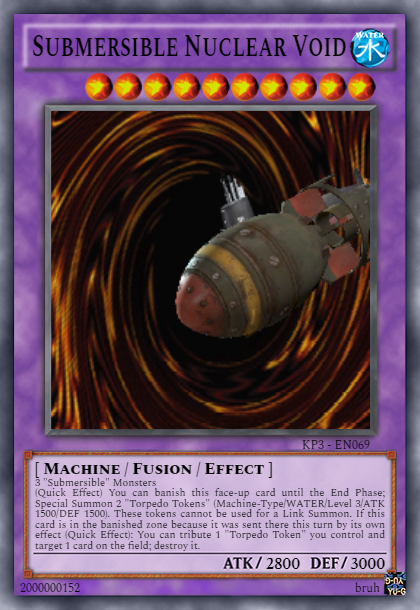 SUBMERSIBLE NUCLEAR VOID
WATER
水
KP3 - EN069
[ MACHINE / FUSION / EFFECT ]
3 "Submersible" Monsters
(Quick Effect) You can banish this face-up card until the End Phase;
Special Summon 2 "Torpedo Tokens" (Machine-Type/WATER/Level 3/ATK
1500/DEF 1500). These tokens cannot be used for a Link Summon. If this
card is in the banished zone because it was sent there this turn by its own
effect (Quick Effect): You can tribute 1 "Torpedo Token" you control and
target 1 card on the field; destroy it.
ATK / 2800 DEF / 3000
2000000152
bruh
YU-G